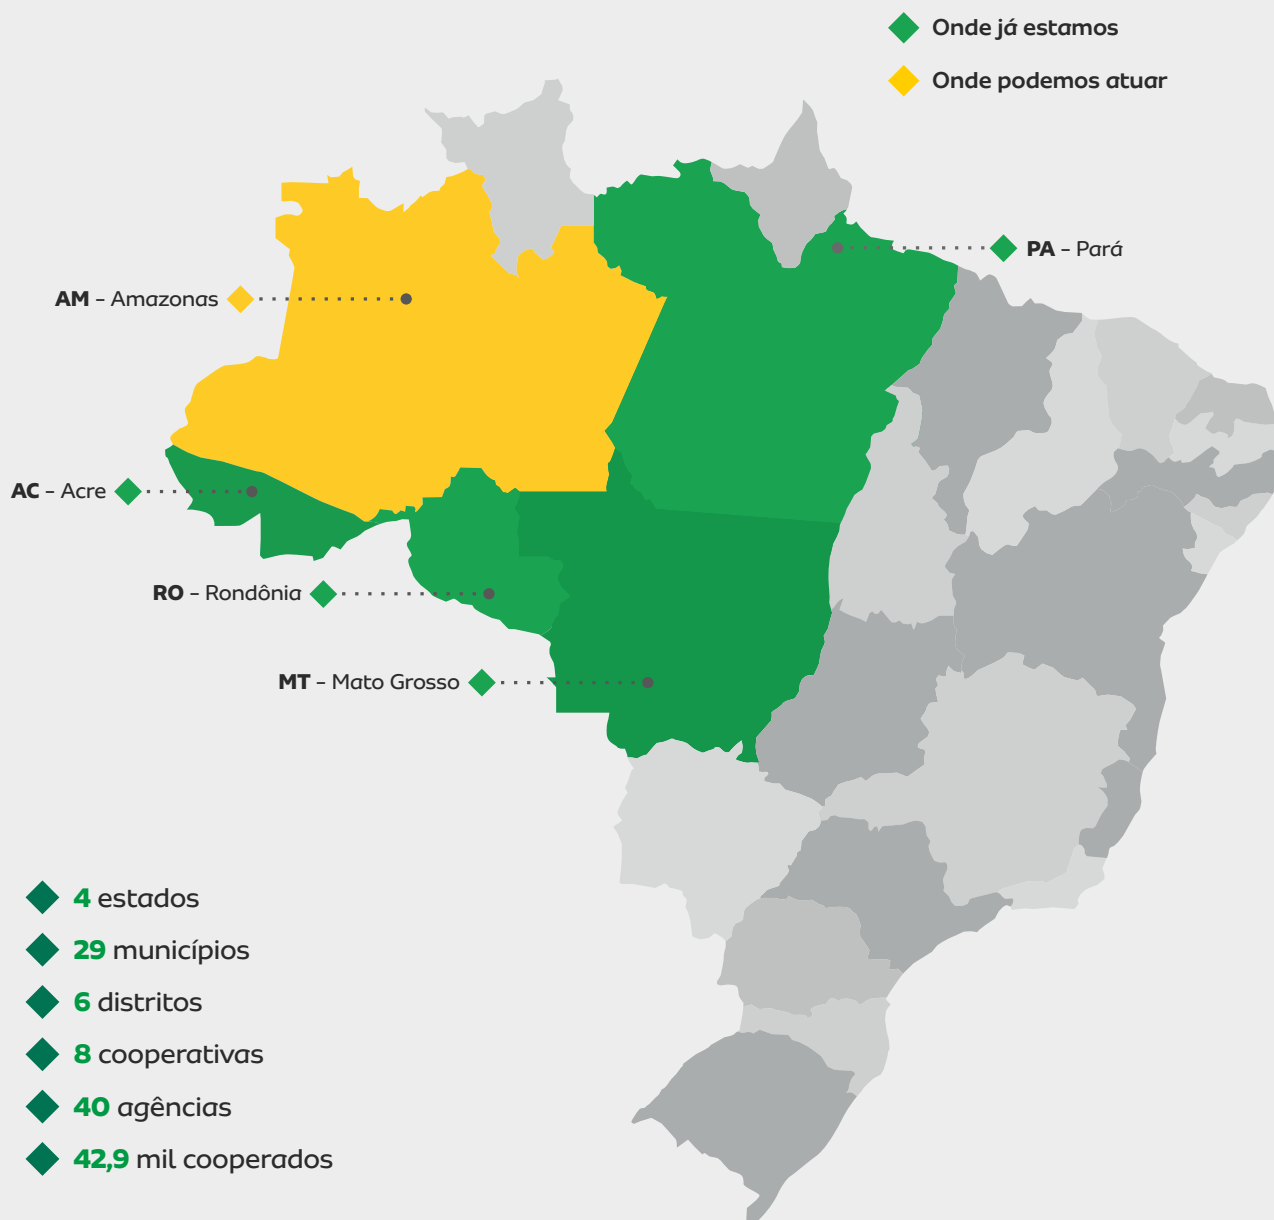 Onde já estamos
Onde podemos atuar
PA – Pará
AM – Amazonas
AC – Acre
RO – Rondônia
MT – Mato Grosso
4 estados
29 municípios
6 distritos
8 cooperativas
40 agências
42,9 mil cooperados